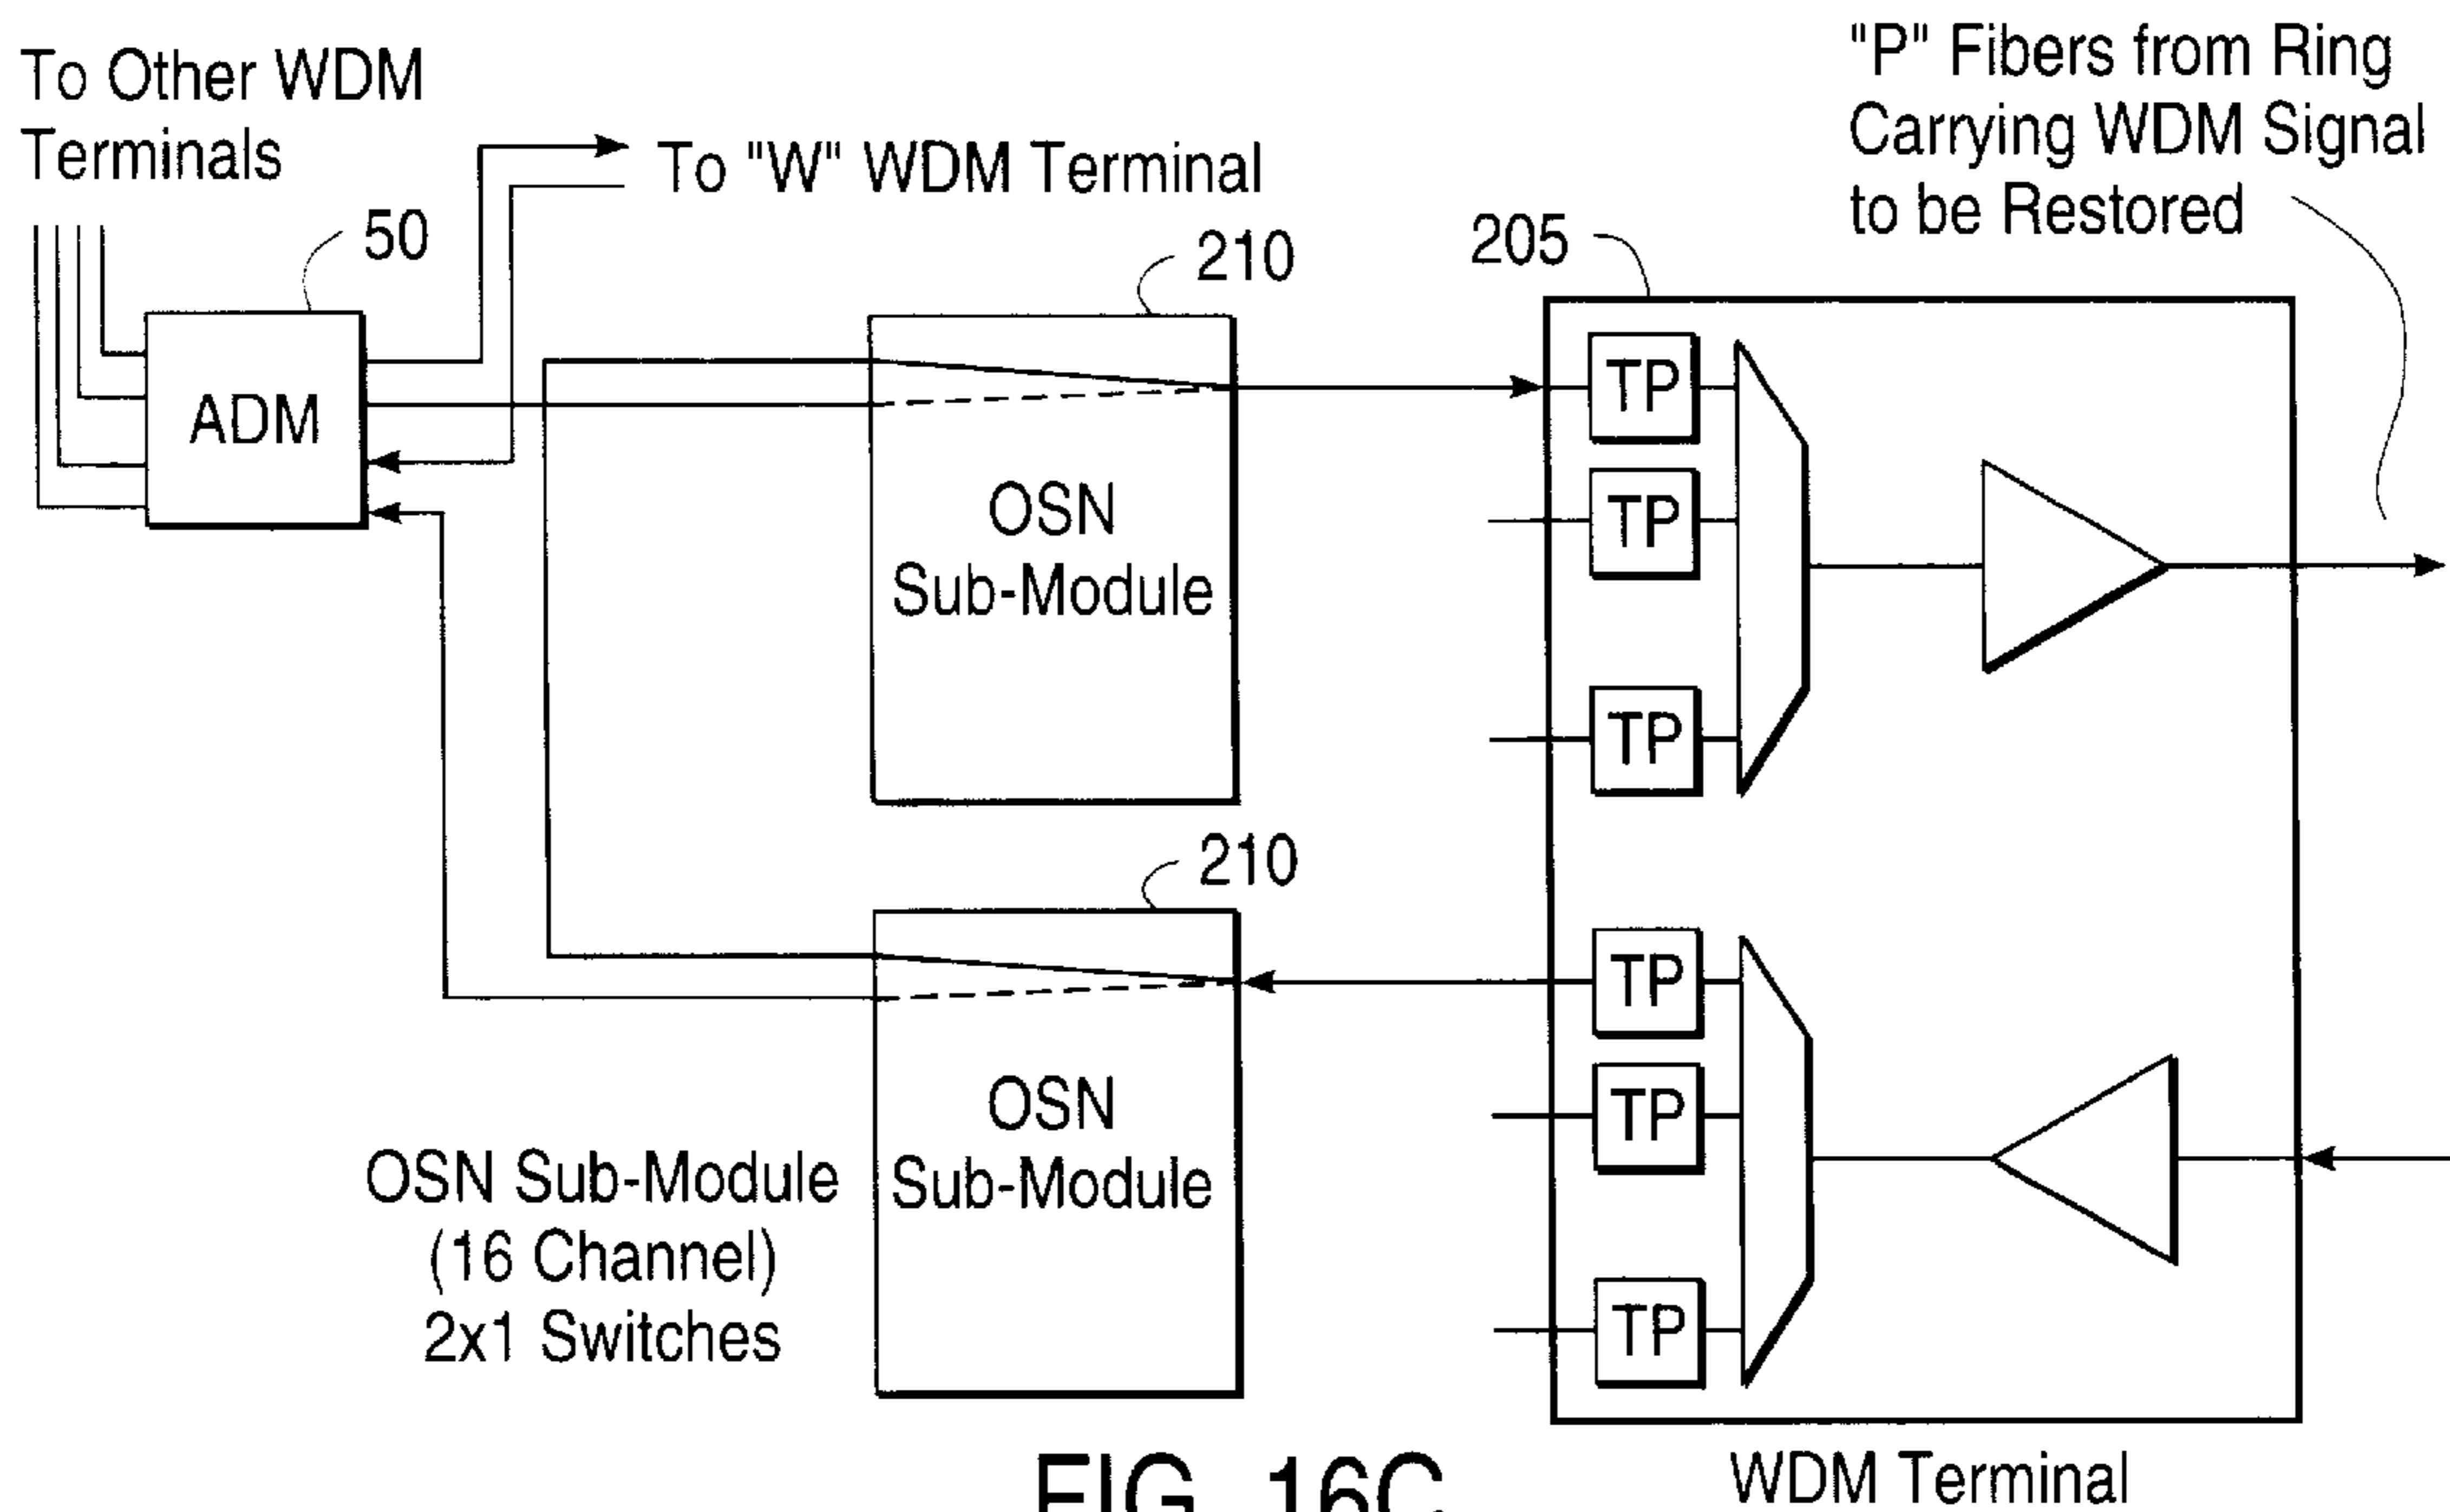 To Other WDM
Terminals
"P" Fibers from Ring
Carrying WDM Signal
to be Restored
To "W" WDM Terminal
50
210
205
ADM
OSN
Sub-Module
TP
TP
TP
210
OSN
Sub-Module
TP
TP
TP
OSN Sub-Module
(16 Channel)
2x1 Switches
WDM Terminal
FIG. 16C